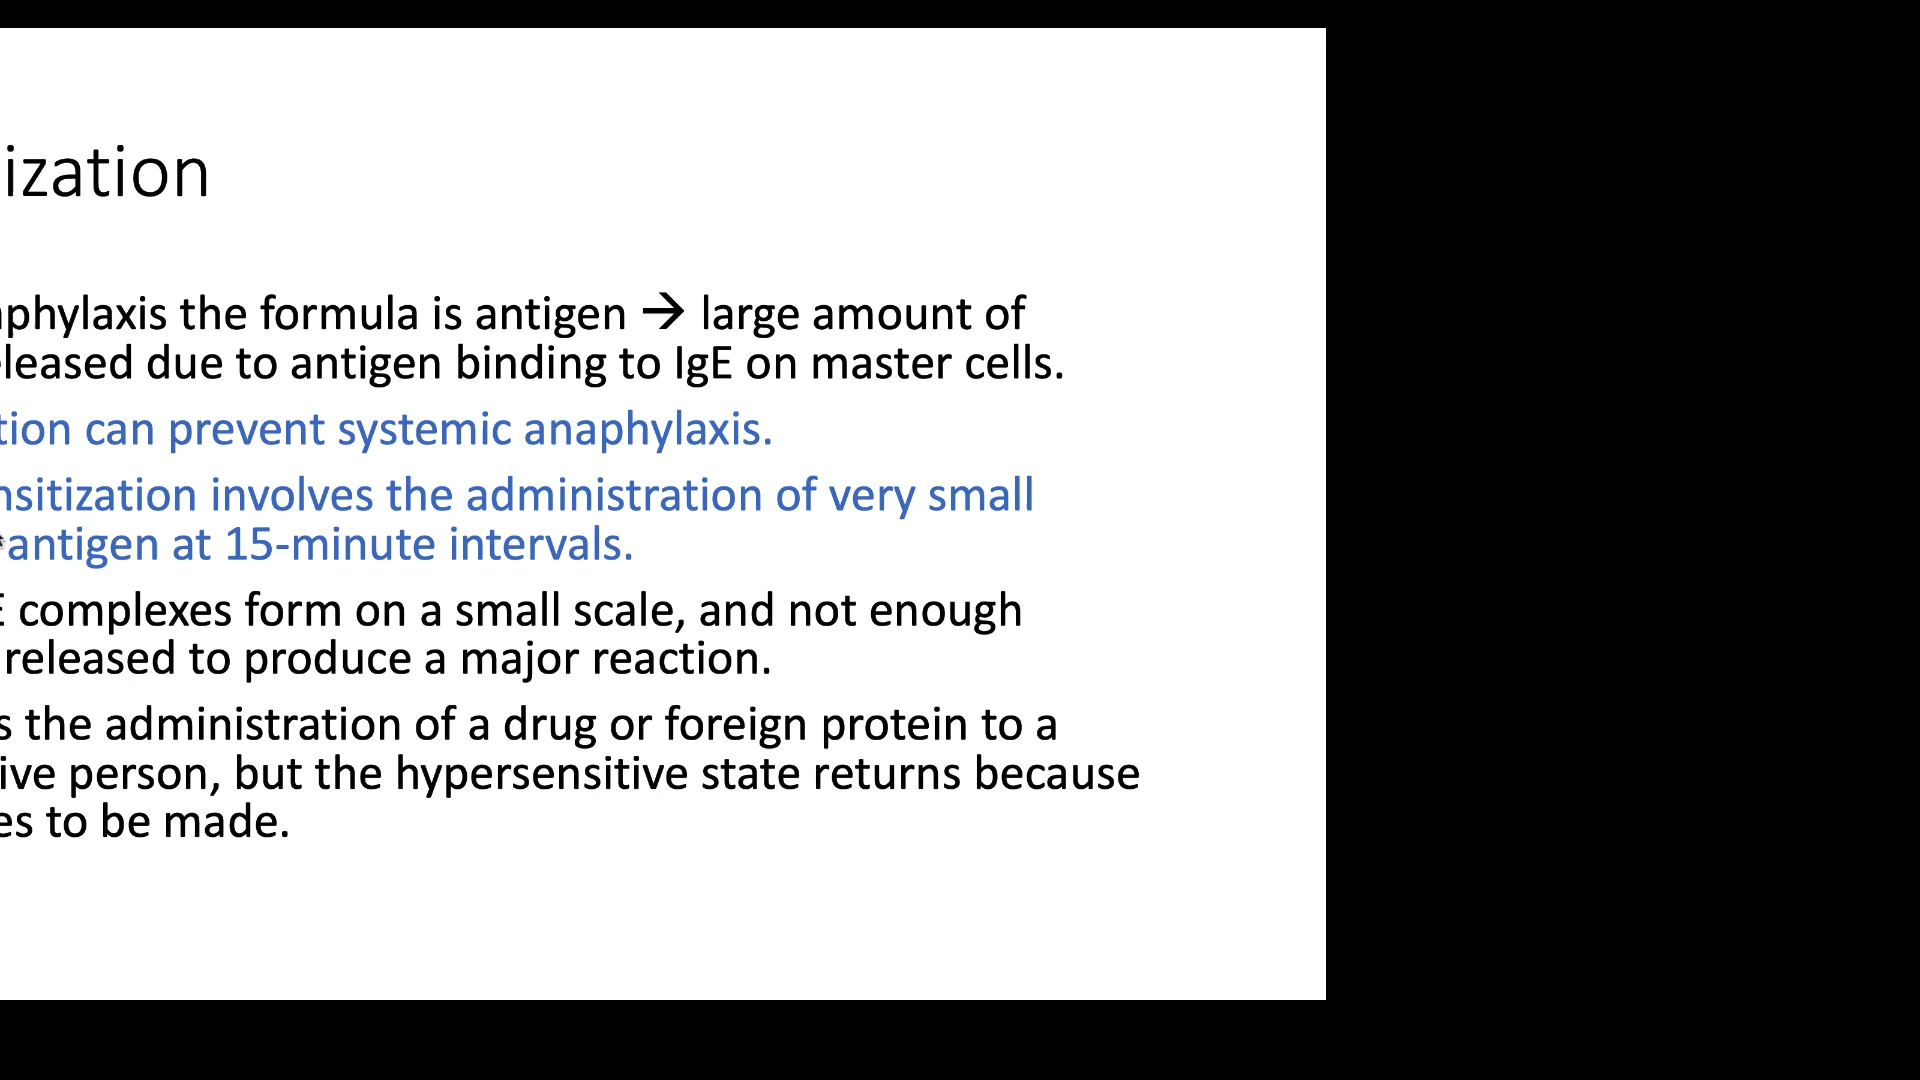 ization
phylaxis the formula is antigen → large amount of
eleased due to antigen binding to IgE on master cells.
tion can prevent systemic anaphylaxis.
nsitization involves the administration of very small
antigen at 15-minute intervals.
E complexes form on a small scale, and not enough
released to produce a major reaction.
s the administration of a drug or foreign protein to a
ive person, but the hypersensitive state returns because
es to be made.